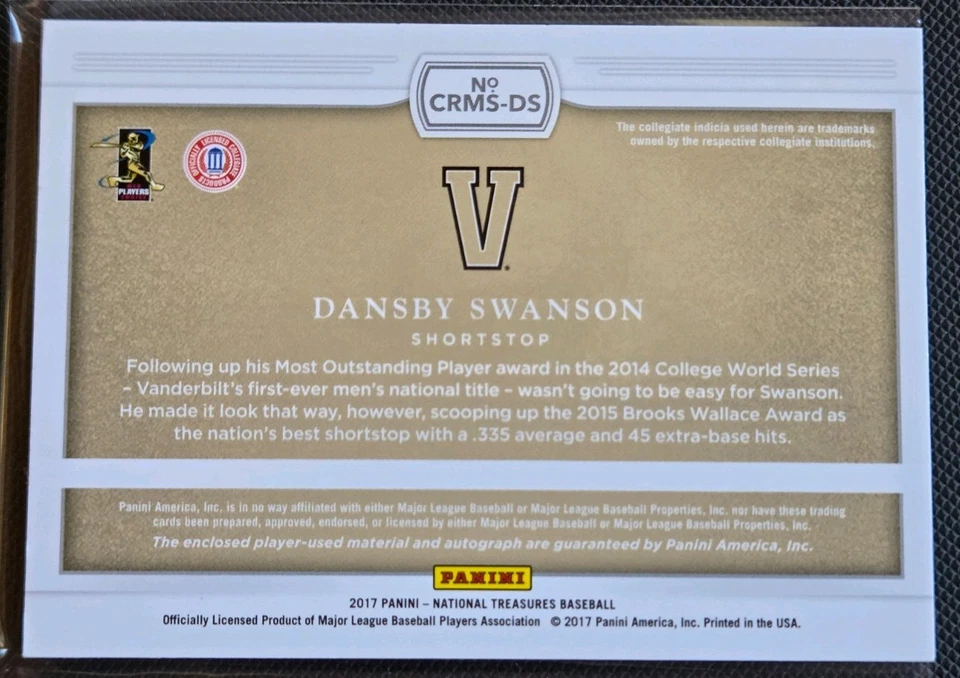 Nº
CRMS-DS
The collegiate indicia used herein are trademarks
owned by the respective collegiate institutions.
PLAYERS
OFFICIALLY LICENSED COLLEGIATE PRODUCTS
V
DANSBY SWANSON
SHORTSTOP
Following up his Most Outstanding Player award in the 2014 College World Series
– Vanderbilt's first-ever men's national title – wasn't going to be easy for Swanson.
He made it look that way, however, scooping up the 2015 Brooks Wallace Award as
the nation's best shortstop with a .335 average and 45 extra-base hits.
Panini America, Inc. is in no way affiliated with either Major League Baseball or Major League Baseball Properties, Inc. nor have these trading
cards been prepared, approved, endorsed, or licensed by either Major League Baseball or Major League Baseball Properties, Inc.
The enclosed player-used material and autograph are guaranteed by Panini America, Inc.
PANINI
2017 PANINI – NATIONAL TREASURES BASEBALL
Officially Licensed Product of Major League Baseball Players Association © 2017 Panini America, Inc. Printed in the USA.